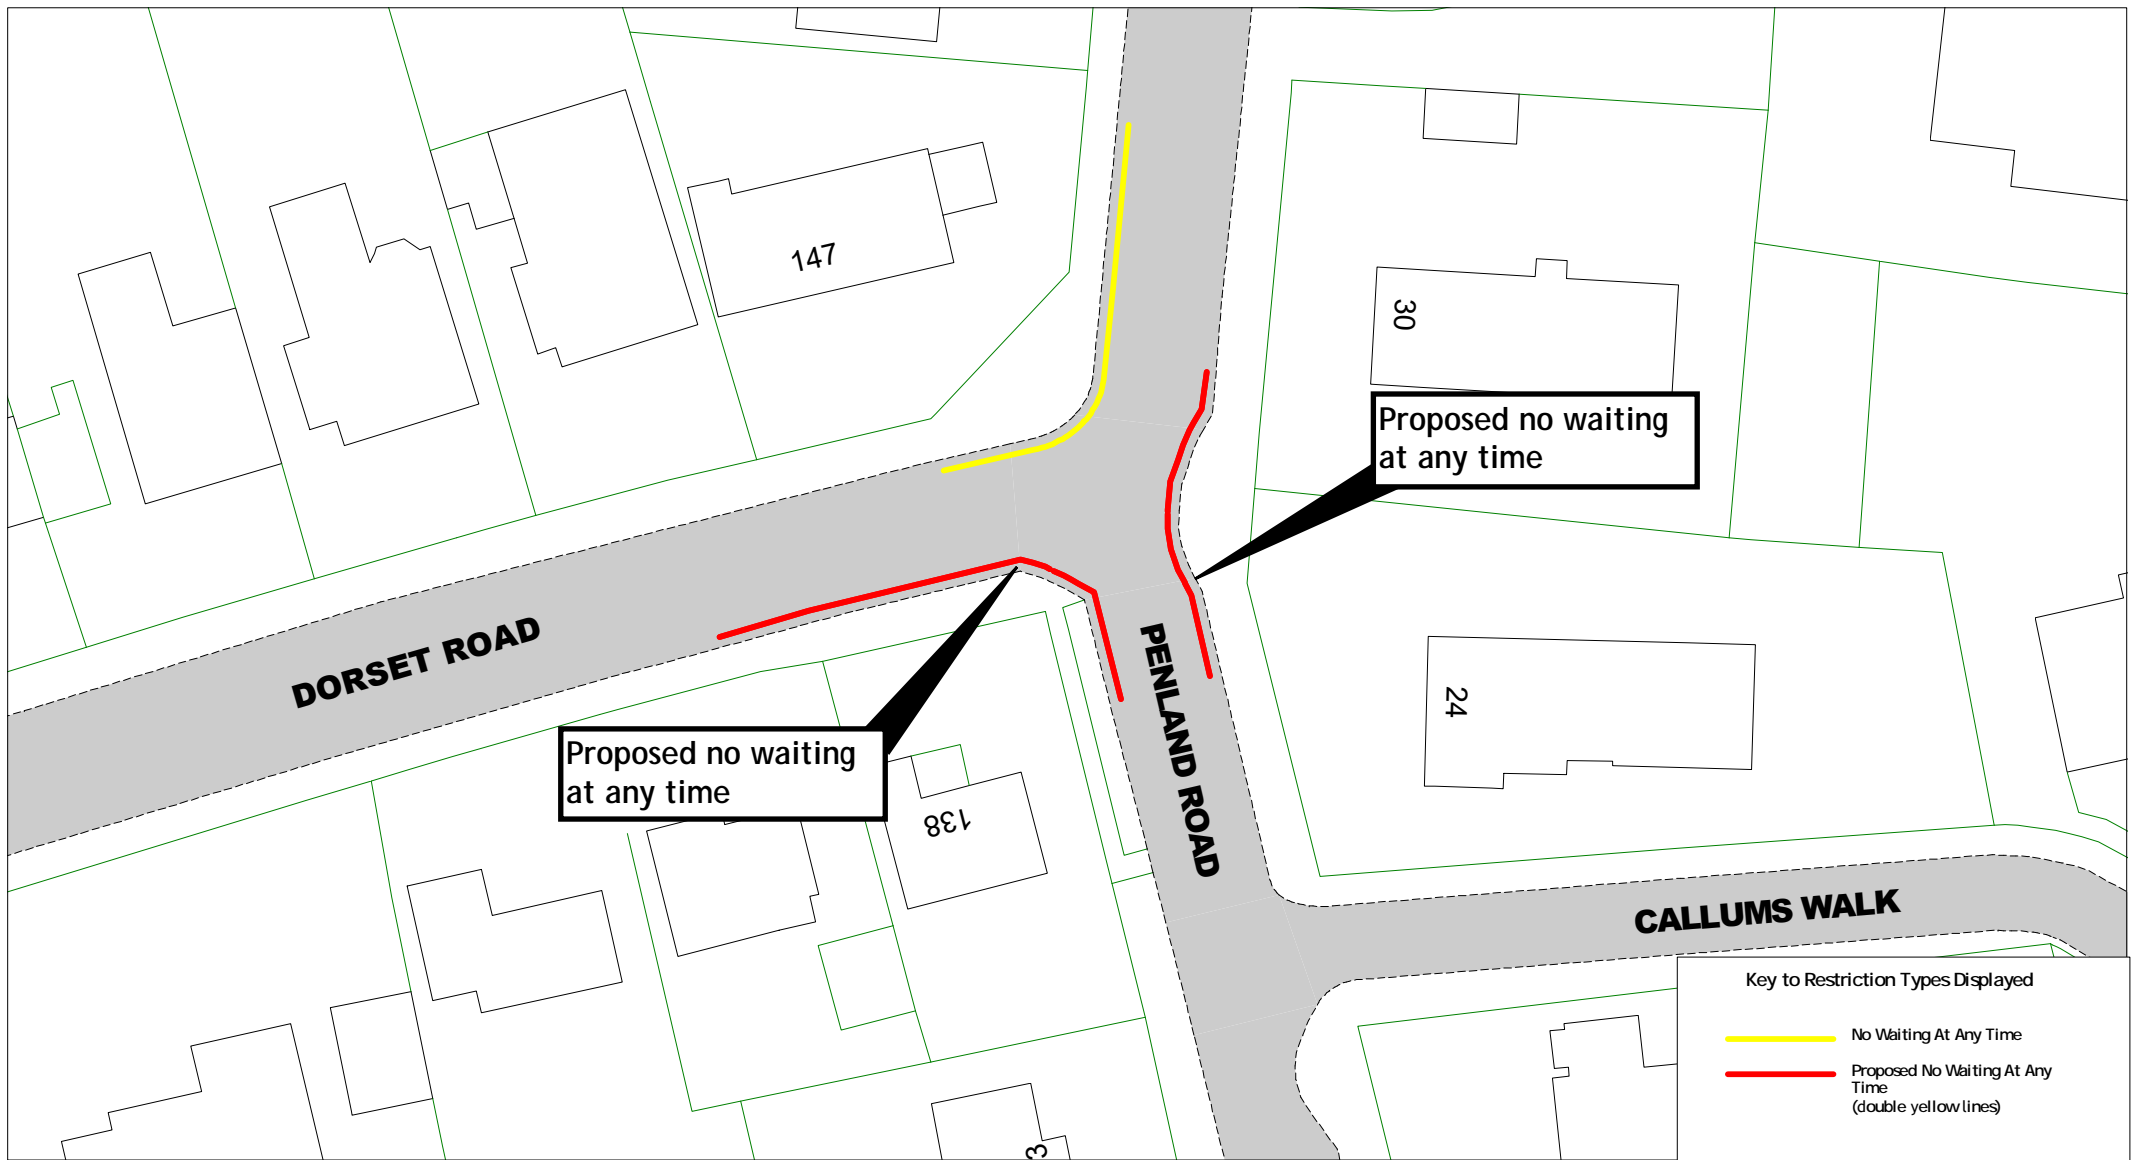 147
30
Proposed no waiting
at any time
DORSET ROAD
PENLAND ROAD
24
Proposed no waiting
at any time
138
CALLUMS WALK
3
Key to Restriction Types Displayed
No Waiting At Any Time
Proposed No Waiting At Any
Time
(double yellow lines)